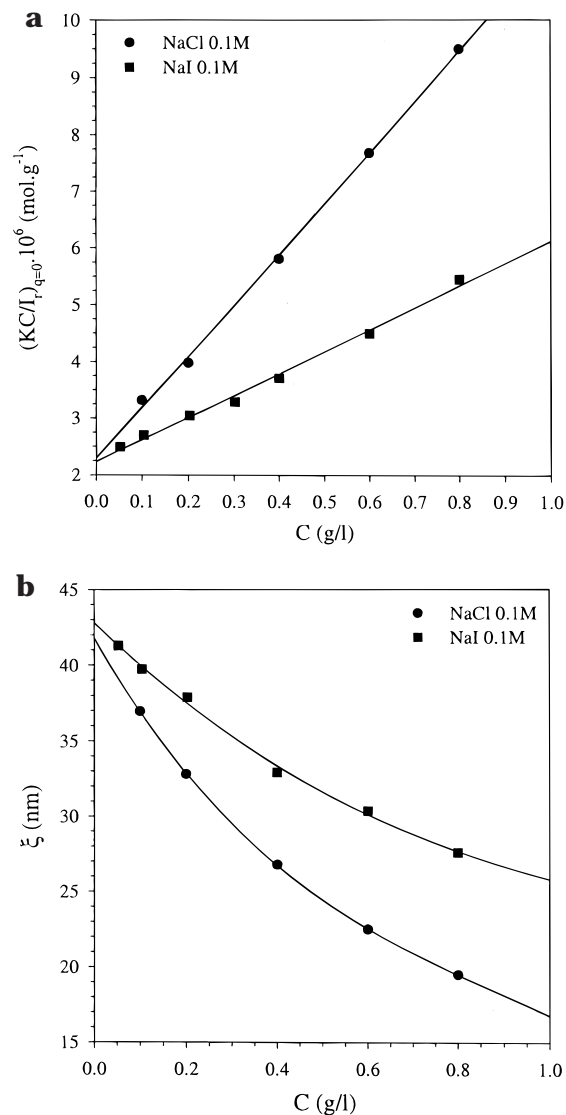 a
NaCl 0.1M
NaI 0.1M
10
9
8
7
6
5
4
3
2
(KC/I_r)_{q=0}.10^6 (mol.g^{-1})
0.0 0.1 0.2 0.3 0.4 0.5 0.6 0.7 0.8 0.9 1.0
C (g/l)
b
NaCl 0.1M
NaI 0.1M
45
40
35
30
25
20
15
ξ (nm)
0.0 0.2 0.4 0.6 0.8 1.0
C (g/l)